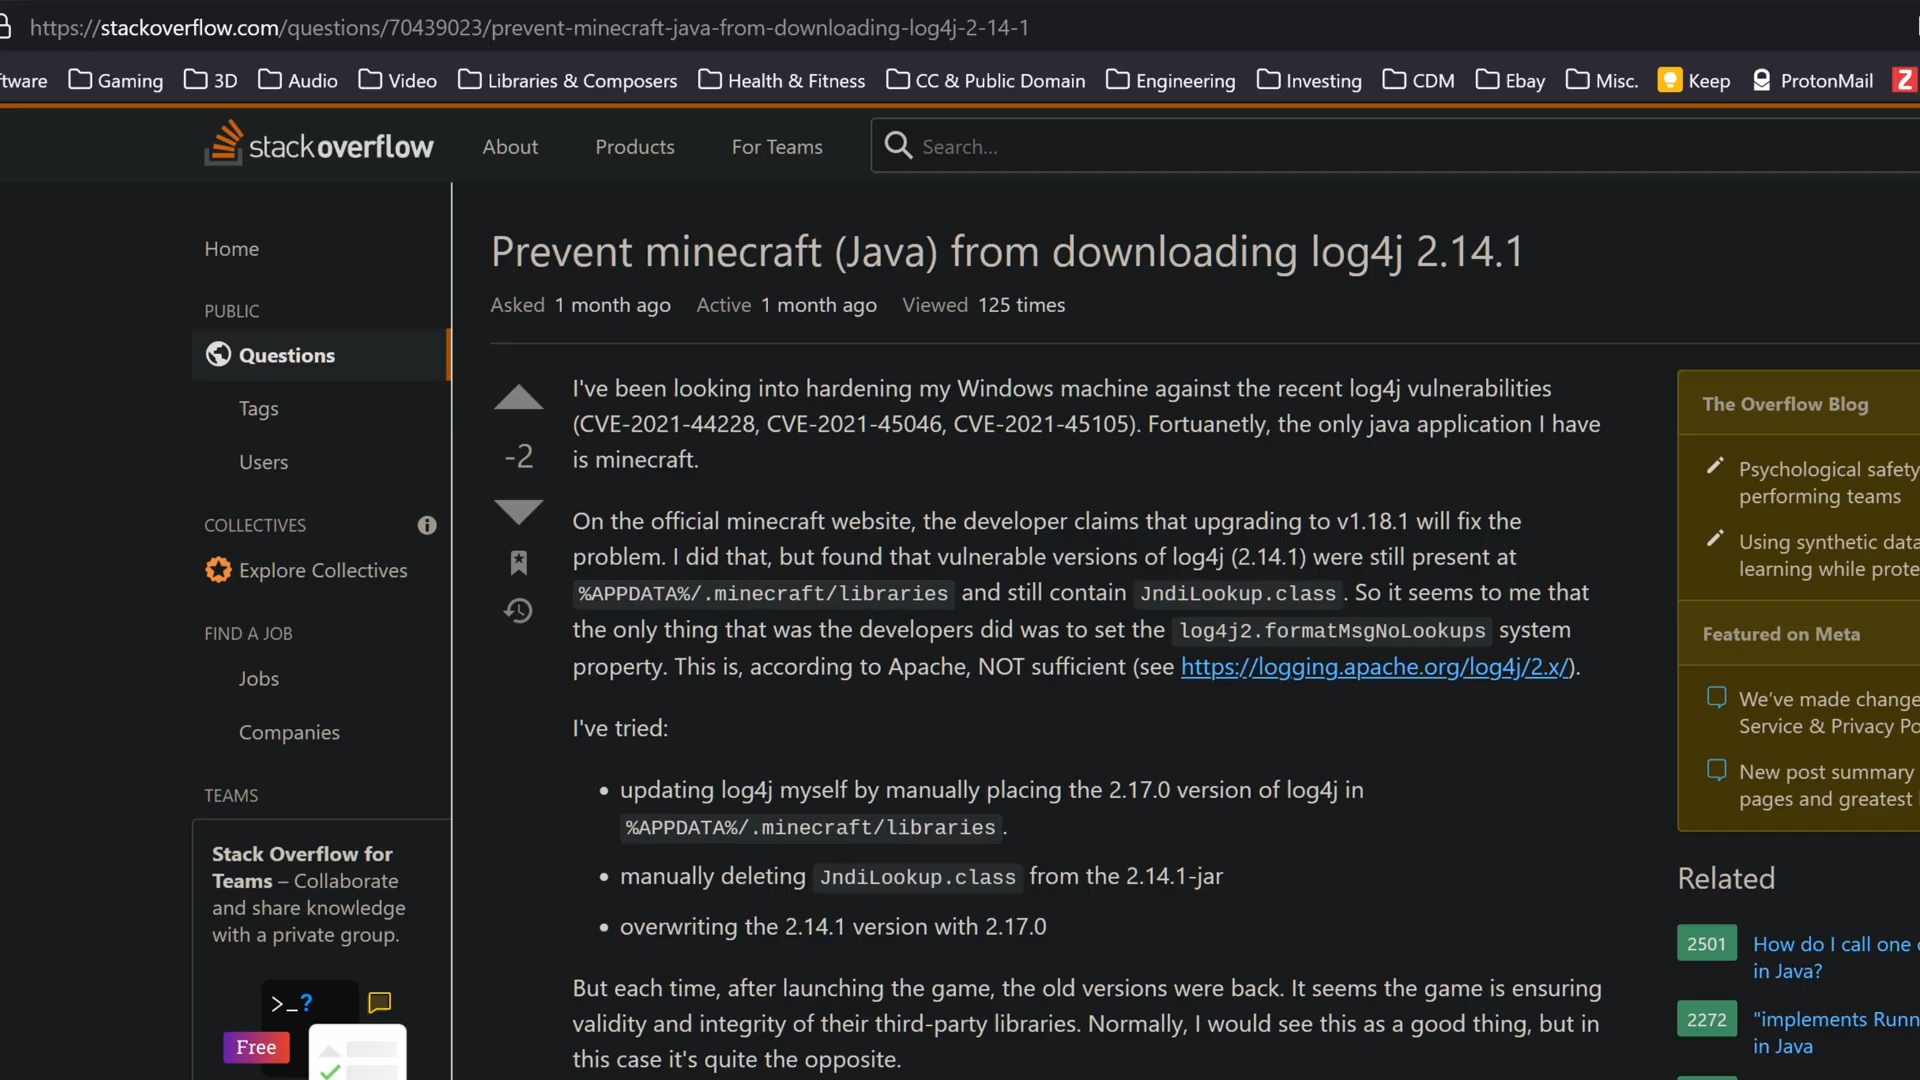 https://stackoverflow.com/questions/70439023/prevent-minecraft-java-from-downloading-log4j-2-14-1
ftware Gaming 3D Audio Video Libraries & Composers Health & Fitness CC & Public Domain Engineering Investing CDM Ebay Misc. Keep ProtonMail Z
stackoverflow About Products For Teams Search...
Home
PUBLIC
Questions
Tags
Users
COLLECTIVES
Explore Collectives
FIND A JOB
Jobs
Companies
TEAMS
Stack Overflow for
Teams – Collaborate
and share knowledge
with a private group.
>_?
Free
Prevent minecraft (Java) from downloading log4j 2.14.1
Asked 1 month ago Active 1 month ago Viewed 125 times
-2
I've been looking into hardening my Windows machine against the recent log4j vulnerabilities
(CVE-2021-44228, CVE-2021-45046, CVE-2021-45105). Fortuanetly, the only java application I have
is minecraft.
On the official minecraft website, the developer claims that upgrading to v1.18.1 will fix the
problem. I did that, but found that vulnerable versions of log4j (2.14.1) were still present at
%APPDATA%/.minecraft/libraries and still contain JndiLookup.class. So it seems to me that
the only thing that was the developers did was to set the log4j2.formatMsgNoLookups system
property. This is, according to Apache, NOT sufficient (see https://logging.apache.org/log4j/2.x/).
I've tried:
• updating log4j myself by manually placing the 2.17.0 version of log4j in
%APPDATA%/.minecraft/libraries.
• manually deleting JndiLookup.class from the 2.14.1-jar
• overwriting the 2.14.1 version with 2.17.0
But each time, after launching the game, the old versions were back. It seems the game is ensuring
validity and integrity of their third-party libraries. Normally, I would see this as a good thing, but in
this case it's quite the opposite.
The Overflow Blog
Psychological safety
performing teams
Using synthetic data
learning while prote
Featured on Meta
We've made change
Service & Privacy Po
New post summary
pages and greatest
Related
2501 How do I call one
in Java?
2272 "implements Runn
in Java